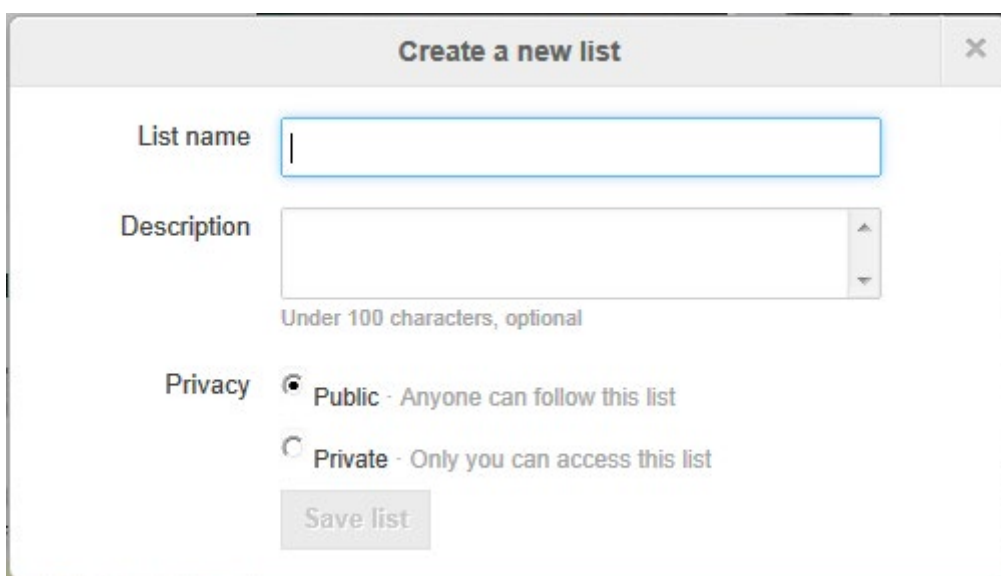 Create a new list
List name
Description
Under 100 characters, optional
Privacy
Public · Anyone can follow this list
Private · Only you can access this list
Save list